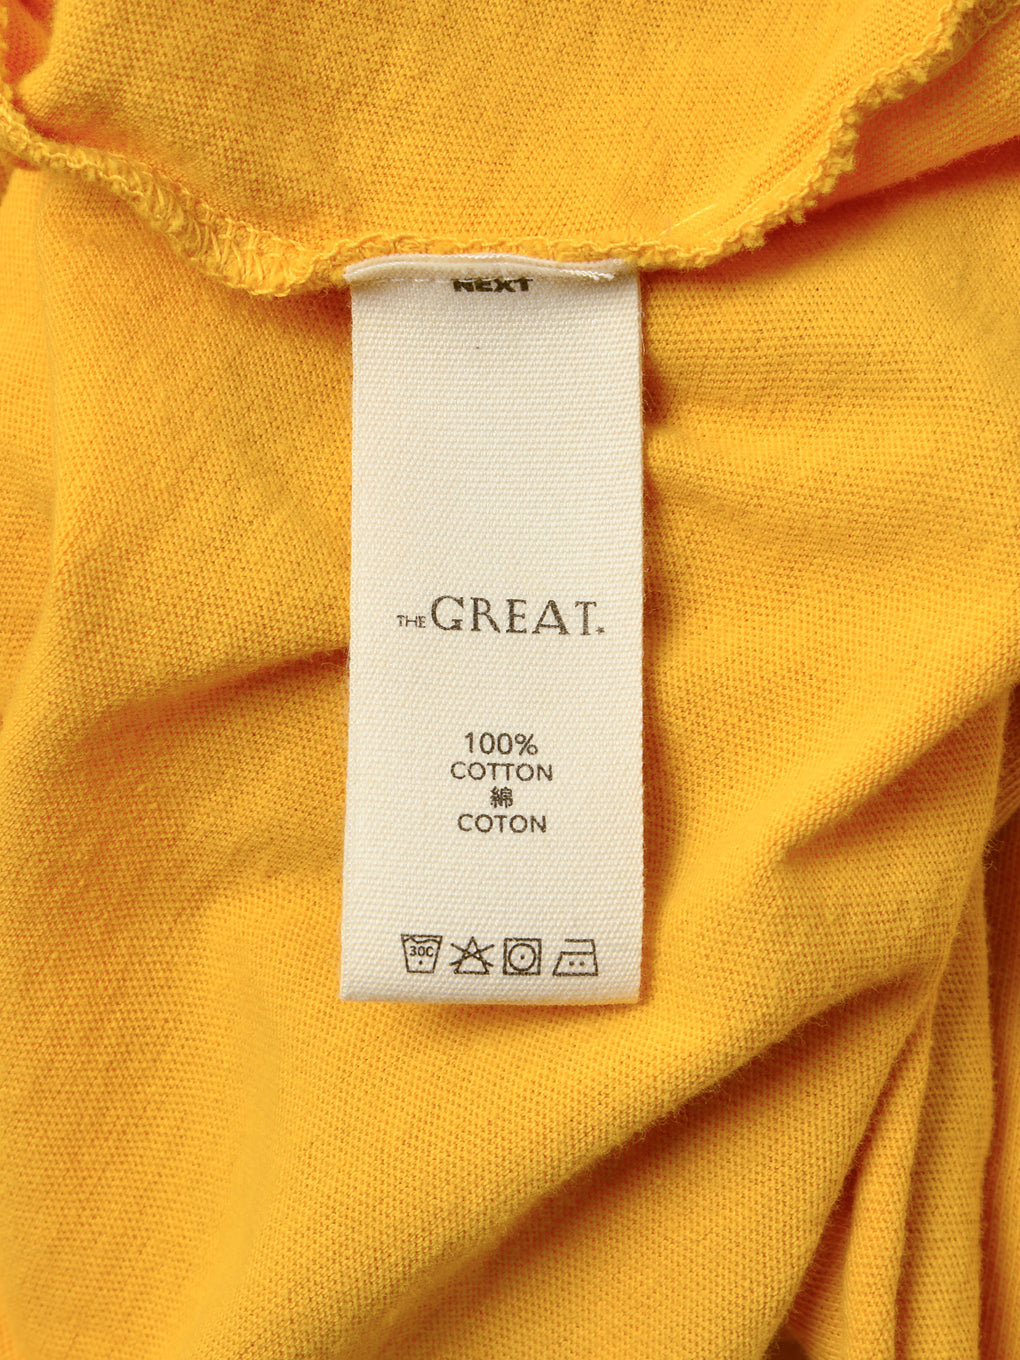 NEXT
THE GREAT.
100%
COTTON
綿
COTON
30C